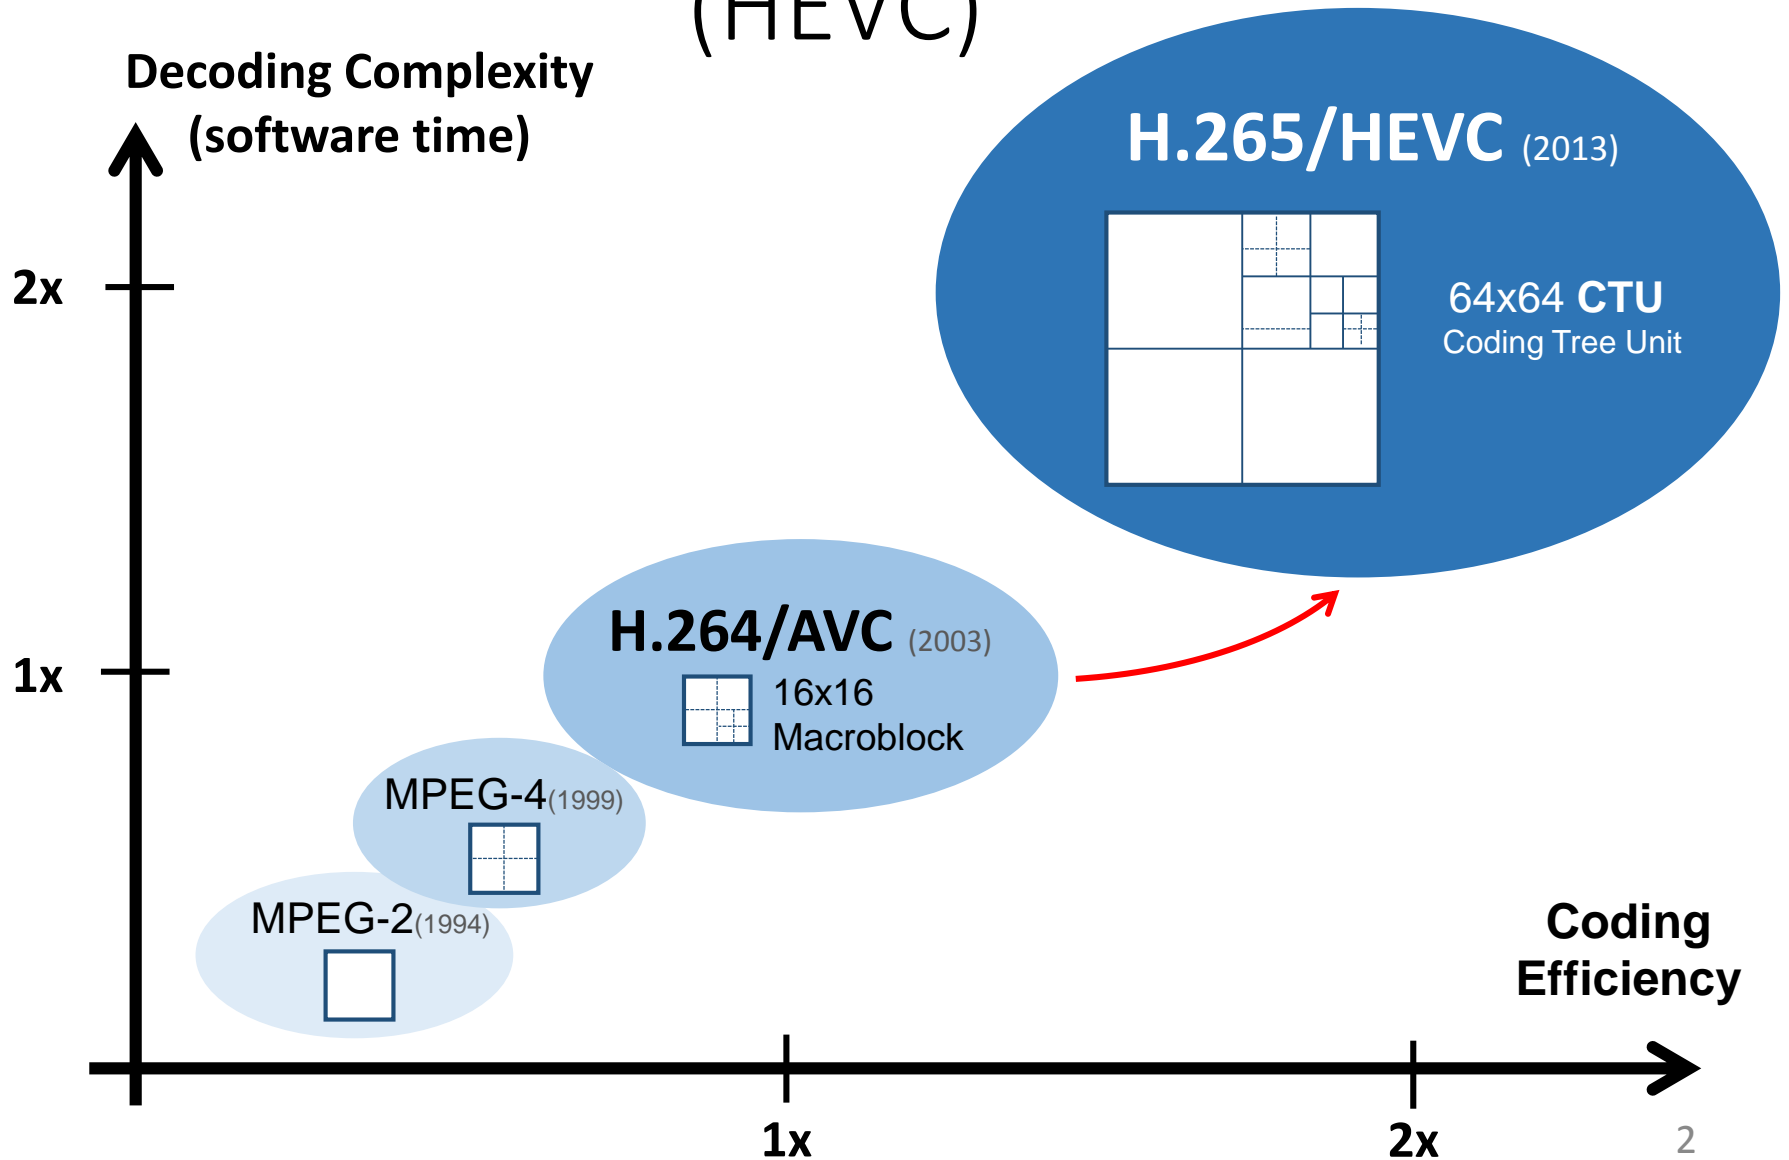 (HEVC)
Decoding Complexity
(software time)
H.265/HEVC (2013)
2x
64x64 CTU
Coding Tree Unit
H.264/AVC (2003)
1x
16x16
Macroblock
MPEG-4(1999)
MPEG-2(1994)
Coding
Efficiency
1x
2x
2